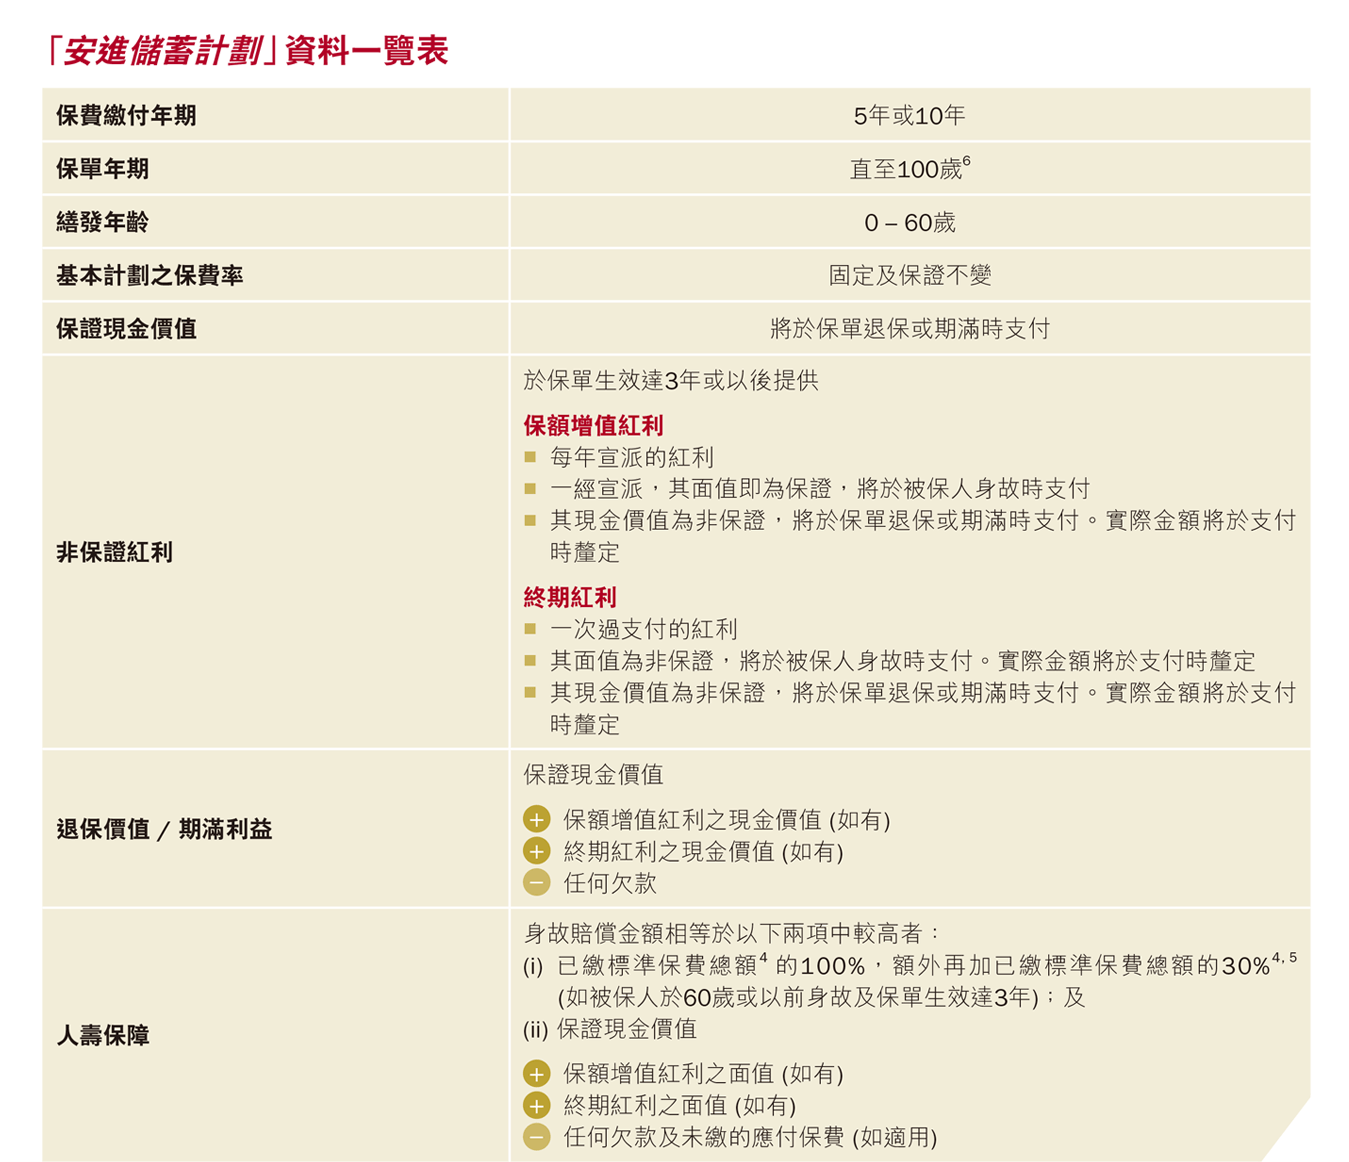 「安進儲蓄計劃」資料一覽表
保費繳付年期
5年或10年
保單年期
直至100歲6
繕發年齡
0 – 60歲
基本計劃之保費率
固定及保證不變
保證現金價值
將於保單退保或期滿時支付
非保證紅利
於保單生效達3年或以後提供
保額增值紅利
■ 每年宣派的紅利
■ 一經宣派，其面值即為保證，將於被保人身故時支付
■ 其現金價值為非保證，將於保單退保或期滿時支付。實際金額將於支付
時釐定
終期紅利
■ 一次過支付的紅利
■ 其面值為非保證，將於被保人身故時支付。實際金額將於支付時釐定
■ 其現金價值為非保證，將於保單退保或期滿時支付。實際金額將於支付
時釐定
退保價值 / 期滿利益
保證現金價值
+ 保額增值紅利之現金價值 (如有)
+ 終期紅利之現金價值 (如有)
− 任何欠款
人壽保障
身故賠償金額相等於以下兩項中較高者：
(i) 已繳標準保費總額4 的100%，額外再加已繳標準保費總額的30%4, 5
(如被保人於60歲或以前身故及保單生效達3年)；及
(ii) 保證現金價值
+ 保額增值紅利之面值 (如有)
+ 終期紅利之面值 (如有)
− 任何欠款及未繳的應付保費 (如適用)